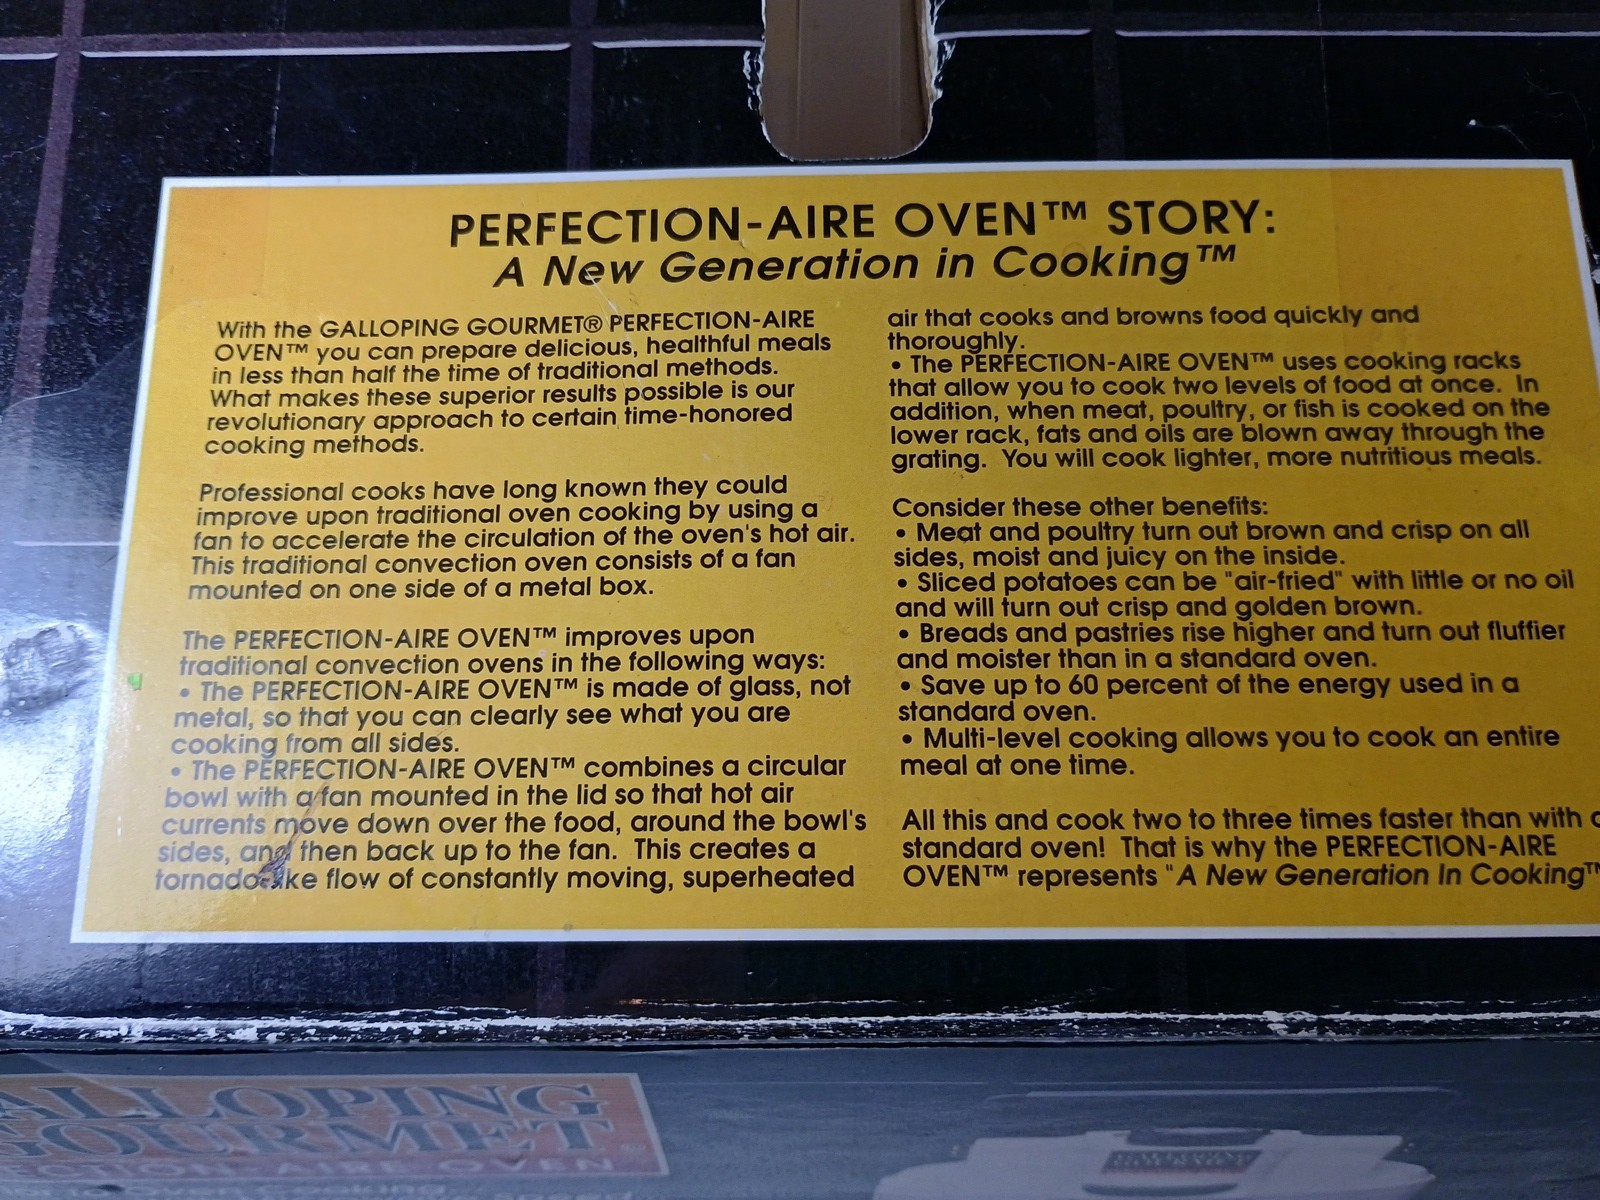 PERFECTION-AIRE OVEN™ STORY:
A New Generation in Cooking™
With the GALLOPING GOURMET® PERFECTION-AIRE
OVEN™ you can prepare delicious, healthful meals
in less than half the time of traditional methods.
What makes these superior results possible is our
revolutionary approach to certain time-honored
cooking methods.
Professional cooks have long known they could
improve upon traditional oven cooking by using a
fan to accelerate the circulation of the oven's hot air.
This traditional convection oven consists of a fan
mounted on one side of a metal box.
The PERFECTION-AIRE OVEN™ improves upon
traditional convection ovens in the following ways:
• The PERFECTION-AIRE OVEN™ is made of glass, not
metal, so that you can clearly see what you are
cooking from all sides.
• The PERFECTION-AIRE OVEN™ combines a circular
bowl with a fan mounted in the lid so that hot air
currents move down over the food, around the bowl's
sides, and then back up to the fan. This creates a
tornado-like flow of constantly moving, superheated
air that cooks and browns food quickly and
thoroughly.
• The PERFECTION-AIRE OVEN™ uses cooking racks
that allow you to cook two levels of food at once. In
addition, when meat, poultry, or fish is cooked on the
lower rack, fats and oils are blown away through the
grating. You will cook lighter, more nutritious meals.
Consider these other benefits:
• Meat and poultry turn out brown and crisp on all
sides, moist and juicy on the inside.
• Sliced potatoes can be "air-fried" with little or no oil
and will turn out crisp and golden brown.
• Breads and pastries rise higher and turn out fluffier
and moister than in a standard oven.
• Save up to 60 percent of the energy used in a
standard oven.
• Multi-level cooking allows you to cook an entire
meal at one time.
All this and cook two to three times faster than with a
standard oven! That is why the PERFECTION-AIRE
OVEN™ represents "A New Generation In Cooking™
ALLOPING
GOURMET
ECTION-AIRE OVEN